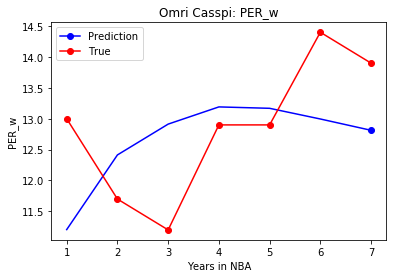 Omri Casspi: PER_w
Prediction
True
14.5
14.0
13.5
13.0
12.5
12.0
11.5
PER_w
1 2 3 4 5 6 7
Years in NBA